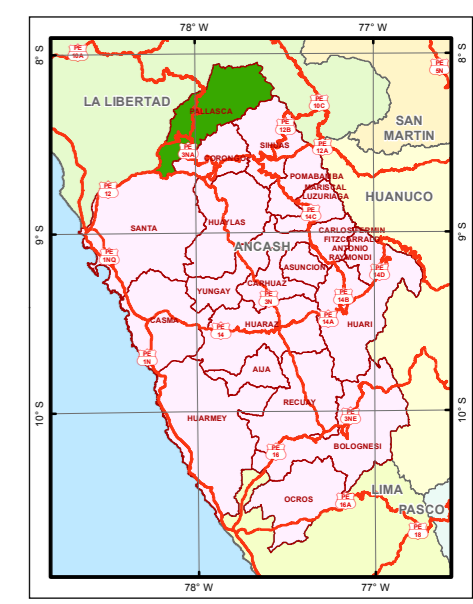 78° W
77° W
8° S
8° S
PE
10A
PE
5N
LA LIBERTAD
PE
10C
PALLASCA
SAN
MARTIN
PE
12B
PE
3NA
SIHUAS
PE
12A
CORONGO
POMABAMBA
PE
12
MARISCAL
LUZURIAGA
HUANUCO
PE
14C
SANTA
HUAYLAS
CARLOS FERMIN
FITZCARRALD
9° S
9° S
ANCASH
ANTONIO
RAYMONDI
PE
1NQ
ASUNCION
PE
14D
CARHUAZ
YUNGAY
PE
3N
PE
14B
CASMA
PE
14
HUARAZ
PE
14A
HUARI
PE
1N
AIJA
RECUAY
10° S
10° S
HUARMEY
PE
3NE
BOLOGNESI
PE
16
OCROS
LIMA
PE
16A
PASCO
PE
18
78° W
77° W